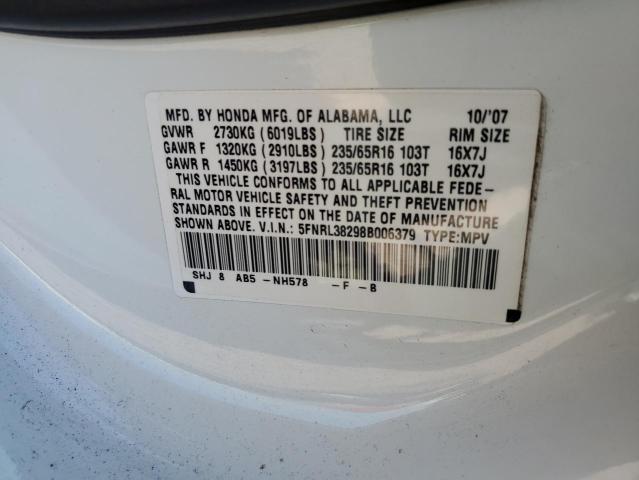 MFD. BY HONDA MFG. OF ALABAMA, LLC 10/'07
GVWR 2730KG (6019LBS) TIRE SIZE RIM SIZE
GAWR F 1320KG (2910LBS) 235/65R16 103T 16X7J
GAWR R 1450KG (3197LBS) 235/65R16 103T 16X7J
THIS VEHICLE CONFORMS TO ALL APPLICABLE FEDE-
RAL MOTOR VEHICLE SAFETY AND THEFT PREVENTION
STANDARDS IN EFFECT ON THE DATE OF MANUFACTURE
SHOWN ABOVE. V.I.N.: 5FNRL38298B006379 TYPE:MPV
SHJ 8 AB5 -NH578 -F -B